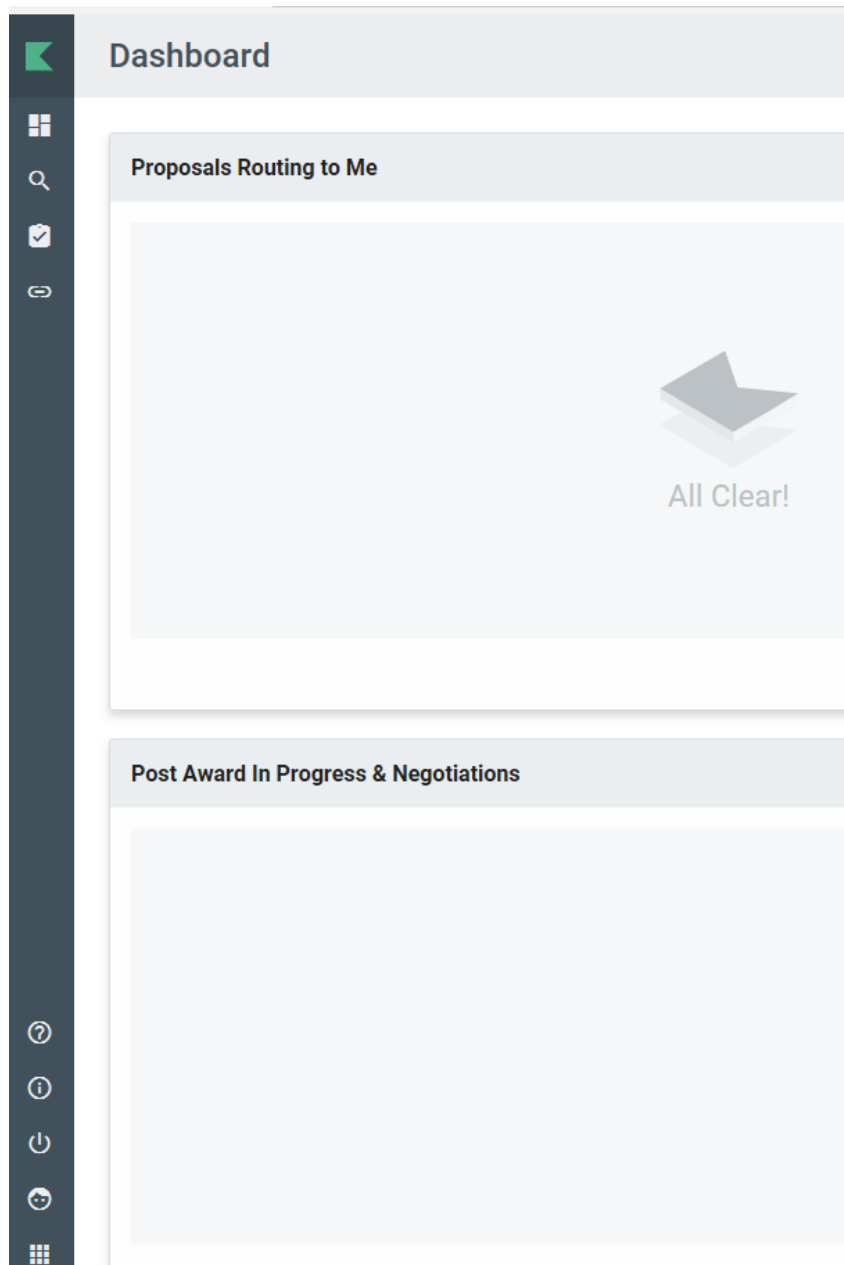 Dashboard
Proposals Routing to Me
All Clear!
Post Award In Progress & Negotiations